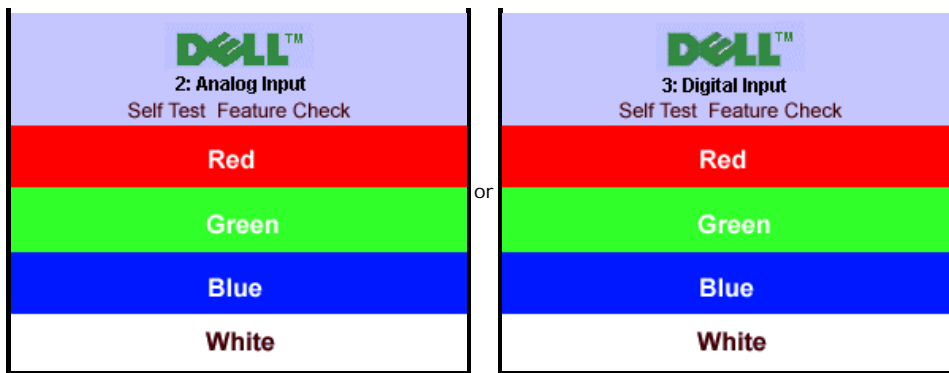 DELL™
2: Analog Input
Self Test Feature Check
Red
Green
Blue
White
or
DELL™
3: Digital Input
Self Test Feature Check
Red
Green
Blue
White